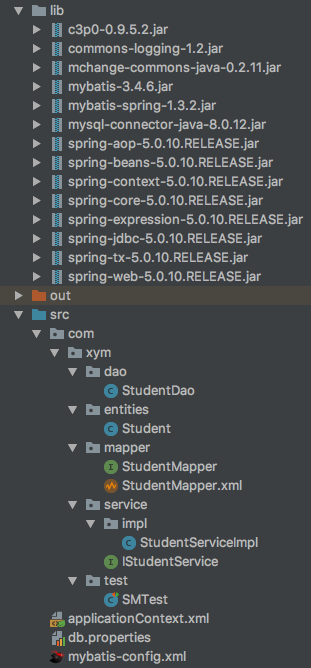 lib
c3p0-0.9.5.2.jar
commons-logging-1.2.jar
mchange-commons-java-0.2.11.jar
mybatis-3.4.6.jar
mybatis-spring-1.3.2.jar
mysql-connector-java-8.0.12.jar
spring-aop-5.0.10.RELEASE.jar
spring-beans-5.0.10.RELEASE.jar
spring-context-5.0.10.RELEASE.jar
spring-core-5.0.10.RELEASE.jar
spring-expression-5.0.10.RELEASE.jar
spring-jdbc-5.0.10.RELEASE.jar
spring-tx-5.0.10.RELEASE.jar
spring-web-5.0.10.RELEASE.jar
out
src
com
xym
dao
StudentDao
entities
Student
mapper
StudentMapper
StudentMapper.xml
service
impl
StudentServiceImpl
IStudentService
test
SMTest
applicationContext.xml
db.properties
mybatis-config.xml